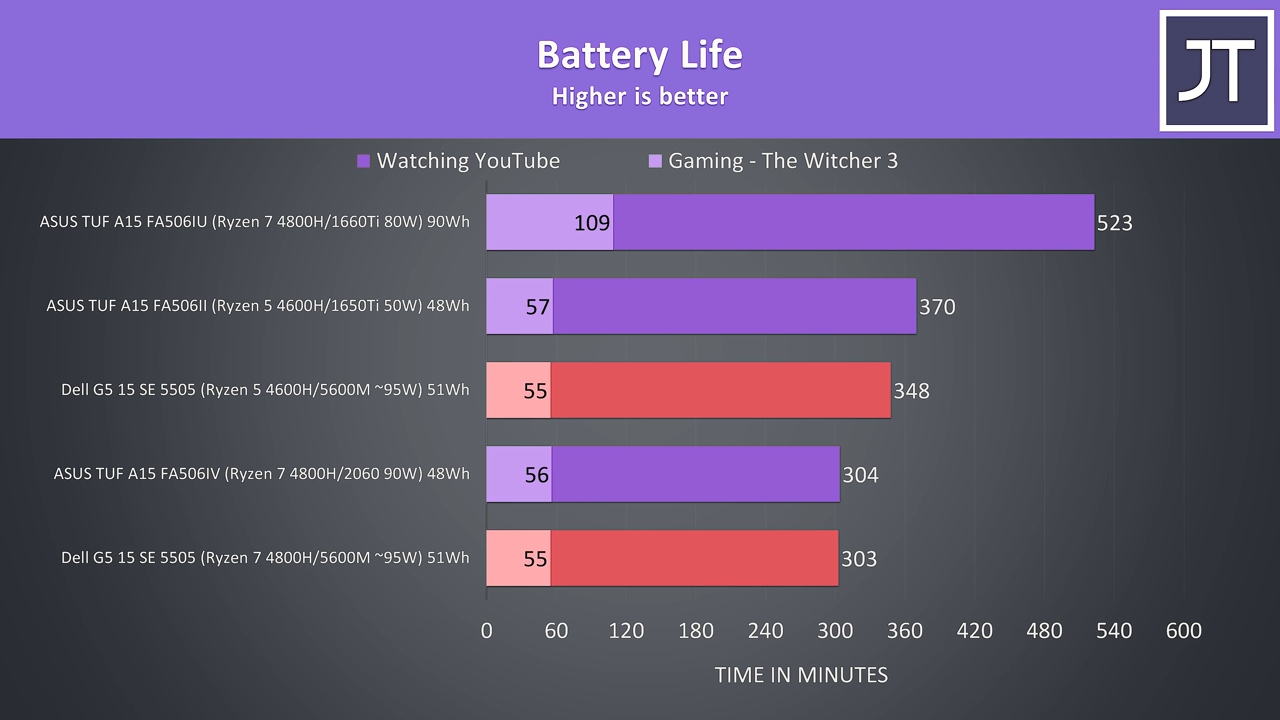 Battery Life
Higher is better
JT
Watching YouTube
Gaming - The Witcher 3
ASUS TUF A15 FA506IU (Ryzen 7 4800H/1660Ti 80W) 90Wh 109 523
ASUS TUF A15 FA506II (Ryzen 5 4600H/1650Ti 50W) 48Wh 57 370
Dell G5 15 SE 5505 (Ryzen 5 4600H/5600M ~95W) 51Wh 55 348
ASUS TUF A15 FA506IV (Ryzen 7 4800H/2060 90W) 48Wh 56 304
Dell G5 15 SE 5505 (Ryzen 7 4800H/5600M ~95W) 51Wh 55 303
0 60 120 180 240 300 360 420 480 540 600
TIME IN MINUTES